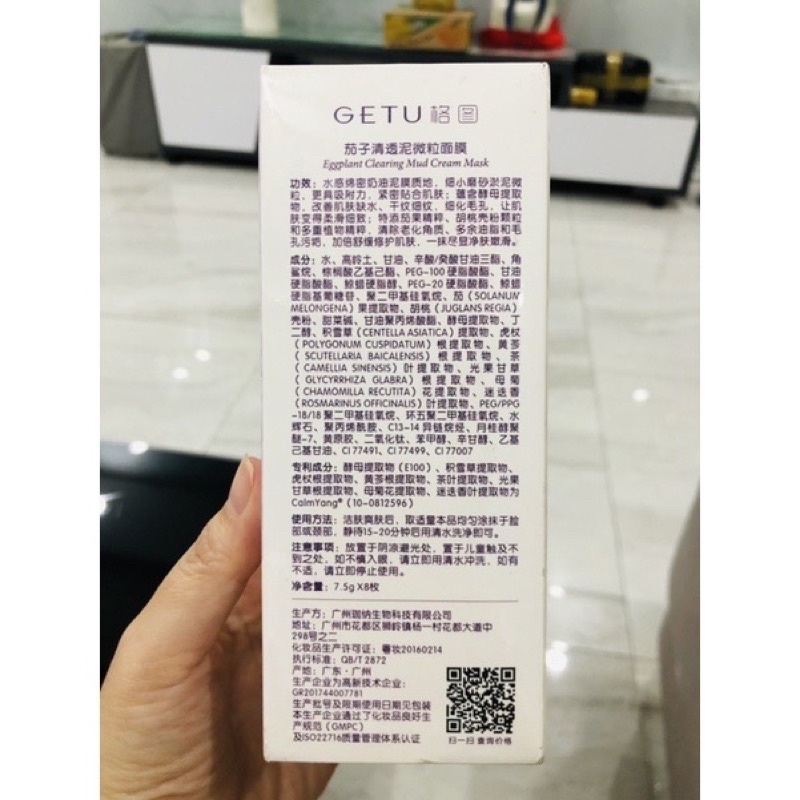 GETU 格图
茄子清透泥微粒面膜
Eggplant Clearing Mud Cream Mask
功效：水感绵密奶油泥膜质地，细小磨砂淤泥微
粒，更具吸附力，紧密贴合肌肤；蕴含酵母提取
物，改善肌肤缺水、干纹细纹，细化毛孔，让肌
肤变得柔滑细致；特添茄果精粹、胡桃壳粉颗粒
和多重植物精粹，清除老化角质、多余油脂和毛
孔污垢，加倍舒缓修护肌肤，一抹尽显净肤嫩滑。
成分：水、高岭土、甘油、辛酸/癸酸甘油三酯、角
鲨烷、棕榈酸乙基己酯、PEG-100 硬脂酸酯、甘油
硬脂酸酯、鲸蜡硬脂醇、PEG-20 硬脂酸酯、鲸蜡
硬脂基葡糖苷、聚二甲基硅氧烷、茄（SOLANUM
MELONGENA）果提取物、胡桃（JUGLANS REGIA）
壳粉、甜菜碱、甘油聚丙烯酸酯、酵母提取物、丁
二醇、积雪草（CENTELLA ASIATICA）提取物、虎杖
（POLYGONUM CUSPIDATUM）根提取物、黄芩
（SCUTELLARIA BAICALENSIS）根提取物、茶
（CAMELLIA SINENSIS）叶提取物、光果甘草
（GLYCYRRHIZA GLABRA）根提取物、母菊
（CHAMOMILLA RECUTITA）花提取物、迷迭香
（ROSMARINUS OFFICINALIS）叶提取物、PEG/PPG
-18/18 聚二甲基硅氧烷、环五聚二甲基硅氧烷、水
辉石、聚丙烯酰胺、C13-14 异链烷烃、月桂醇聚
醚-7、黄原胶、二氧化钛、苯甲醇、辛甘醇、乙基
己基甘油、CI 77491、CI 77499、CI 77007
专利成分：酵母提取物（E100）、积雪草提取物、
虎杖根提取物、黄芩根提取物、茶叶提取物、光果
甘草根提取物、母菊花提取物、迷迭香叶提取物为
CalmYang®（10-0812596）
使用方法：洁肤爽肤后，取适量本品均匀涂抹于脸
部或颈部，静待15-20分钟后用清水洗净即可。
注意事项：放置于阴凉避光处，置于儿童触及不
到之处，如不慎入眼，请立即用清水冲洗，如有
不适，请立即停止使用。
净含量：7.5g X8枚
生产方：广州珈纳生物科技有限公司
地址：广州市花都区狮岭镇杨一村花都大道中
298号之二
化妆品生产许可证：粤妆20160214
执行标准：QB/T 2872
产地：广东·广州
生产企业为高新技术企业：
GR201744007781
生产批号及限期使用日期见包装
本生产企业通过了化妆品良好生
产规范（GMPC）
及ISO22716质量管理体系认证
扫一扫 查询价格